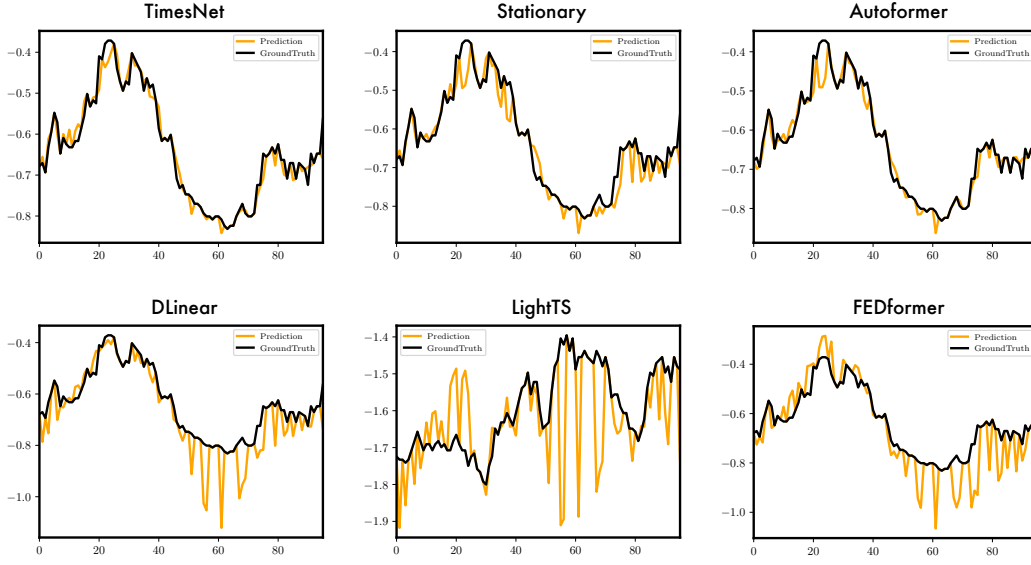 TimesNet
Prediction
GroundTruth
−0.4
−0.5
−0.6
−0.7
−0.8
0 20 40 60 80
Stationary
Prediction
GroundTruth
−0.4
−0.5
−0.6
−0.7
−0.8
0 20 40 60 80
Autoformer
Prediction
GroundTruth
−0.4
−0.5
−0.6
−0.7
−0.8
0 20 40 60 80
DLinear
Prediction
GroundTruth
−0.4
−0.6
−0.8
−1.0
0 20 40 60 80
LightTS
Prediction
GroundTruth
−1.4
−1.5
−1.6
−1.7
−1.8
−1.9
0 20 40 60 80
FEDformer
Prediction
GroundTruth
−0.4
−0.6
−0.8
−1.0
0 20 40 60 80